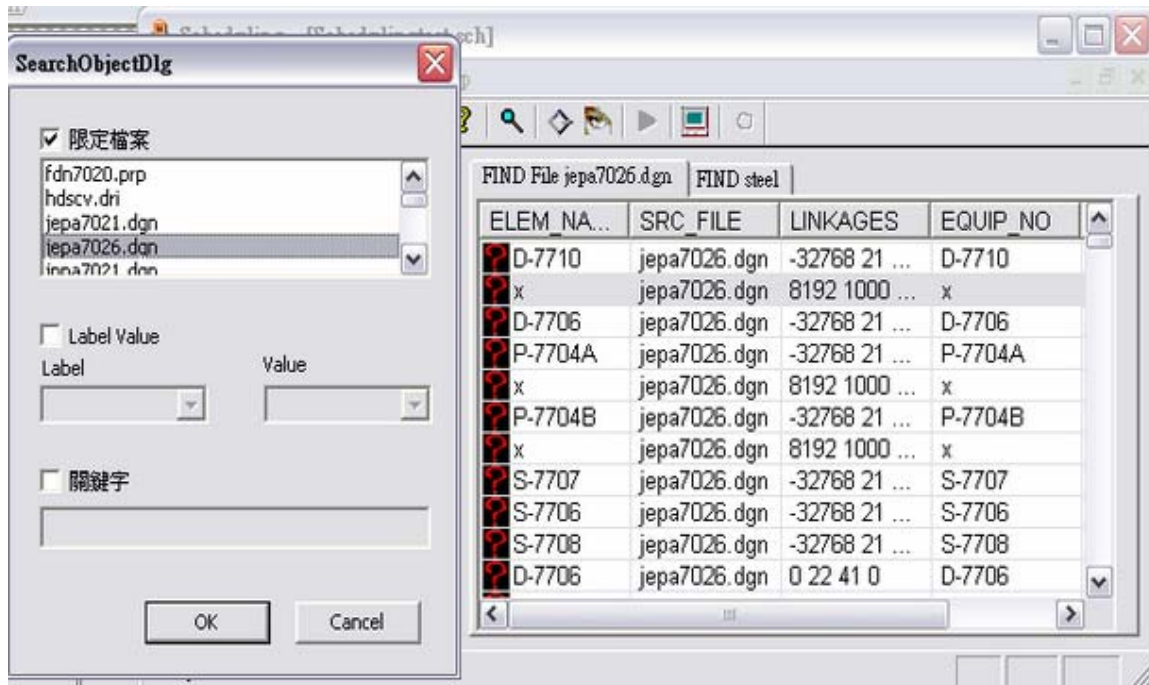 sch]
SearchObjectDlg
限定檔案
fdn7020.prp
hdscv.dri
jepa7021.dgn
jepa7026.dgn
Label Value
Label Value
關鍵字
OK Cancel
FIND File jepa7026.dgn FIND steel
ELEM_NA... SRC_FILE LINKAGES EQUIP_NO
D-7710 jepa7026.dgn -32768 21 ... D-7710
x jepa7026.dgn 8192 1000 ... x
D-7706 jepa7026.dgn -32768 21 ... D-7706
P-7704A jepa7026.dgn -32768 21 ... P-7704A
x jepa7026.dgn 8192 1000 ... x
P-7704B jepa7026.dgn -32768 21 ... P-7704B
x jepa7026.dgn 8192 1000 ... x
S-7707 jepa7026.dgn -32768 21 ... S-7707
S-7706 jepa7026.dgn -32768 21 ... S-7706
S-7708 jepa7026.dgn -32768 21 ... S-7708
D-7706 jepa7026.dgn 0 22 41 0 D-7706